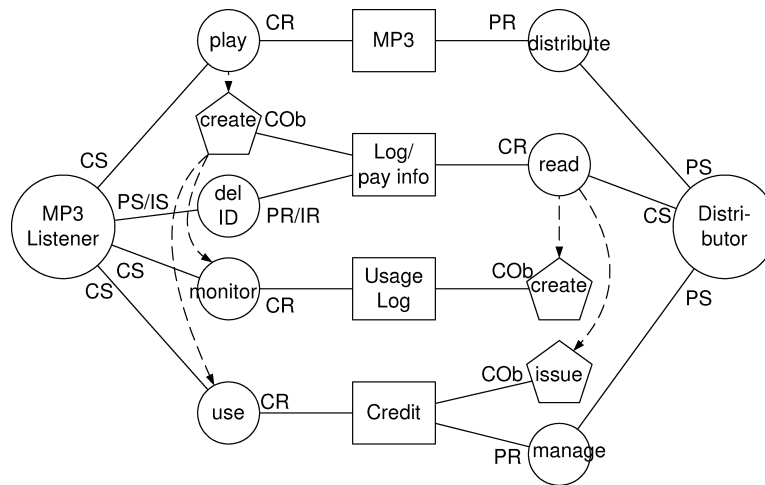 CR
PR
play
MP3
distribute
create
COb
CS
Log/
pay info
CR
read
PS
PS/IS
del
ID
PR/IR
MP3
Listener
CS
Distri-
butor
CS
CS
monitor
CR
Usage
Log
COb
create
PS
use
CR
Credit
COb
issue
PR
manage